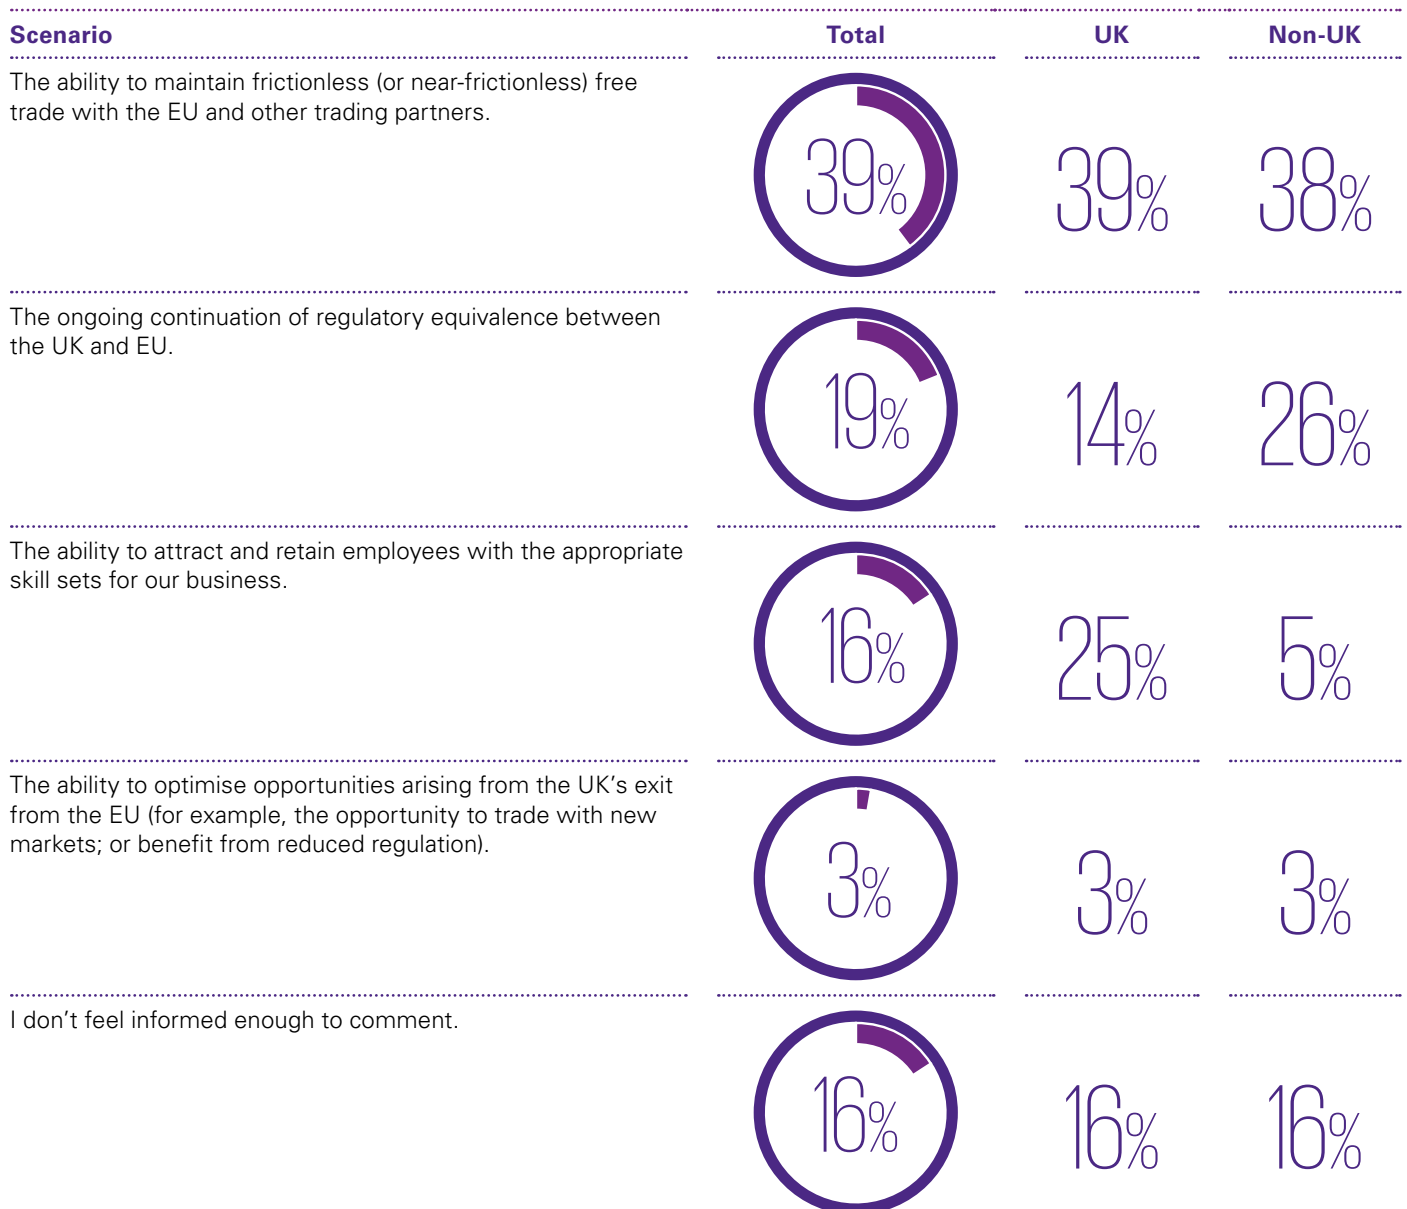 Scenario Total UK Non-UK
The ability to maintain frictionless (or near-frictionless) free
trade with the EU and other trading partners.
39% 39% 38%
The ongoing continuation of regulatory equivalence between
the UK and EU.
19% 14% 26%
The ability to attract and retain employees with the appropriate
skill sets for our business.
16% 25% 5%
The ability to optimise opportunities arising from the UK’s exit
from the EU (for example, the opportunity to trade with new
markets; or benefit from reduced regulation).
3% 3% 3%
I don’t feel informed enough to comment.
16% 16% 16%